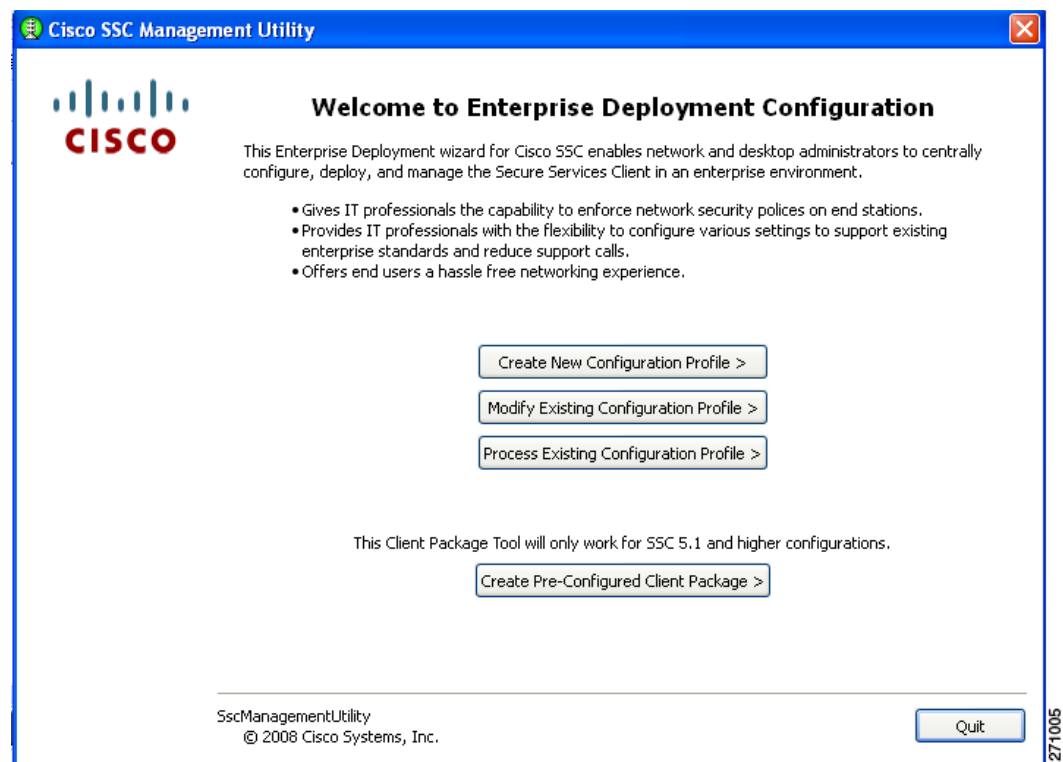 Cisco SSC Management Utility
CISCO
Welcome to Enterprise Deployment Configuration
This Enterprise Deployment wizard for Cisco SSC enables network and desktop administrators to centrally
configure, deploy, and manage the Secure Services Client in an enterprise environment.
• Gives IT professionals the capability to enforce network security polices on end stations.
• Provides IT professionals with the flexibility to configure various settings to support existing
enterprise standards and reduce support calls.
• Offers end users a hassle free networking experience.
Create New Configuration Profile >
Modify Existing Configuration Profile >
Process Existing Configuration Profile >
This Client Package Tool will only work for SSC 5.1 and higher configurations.
Create Pre-Configured Client Package >
SscManagementUtility
© 2008 Cisco Systems, Inc.
Quit
271005